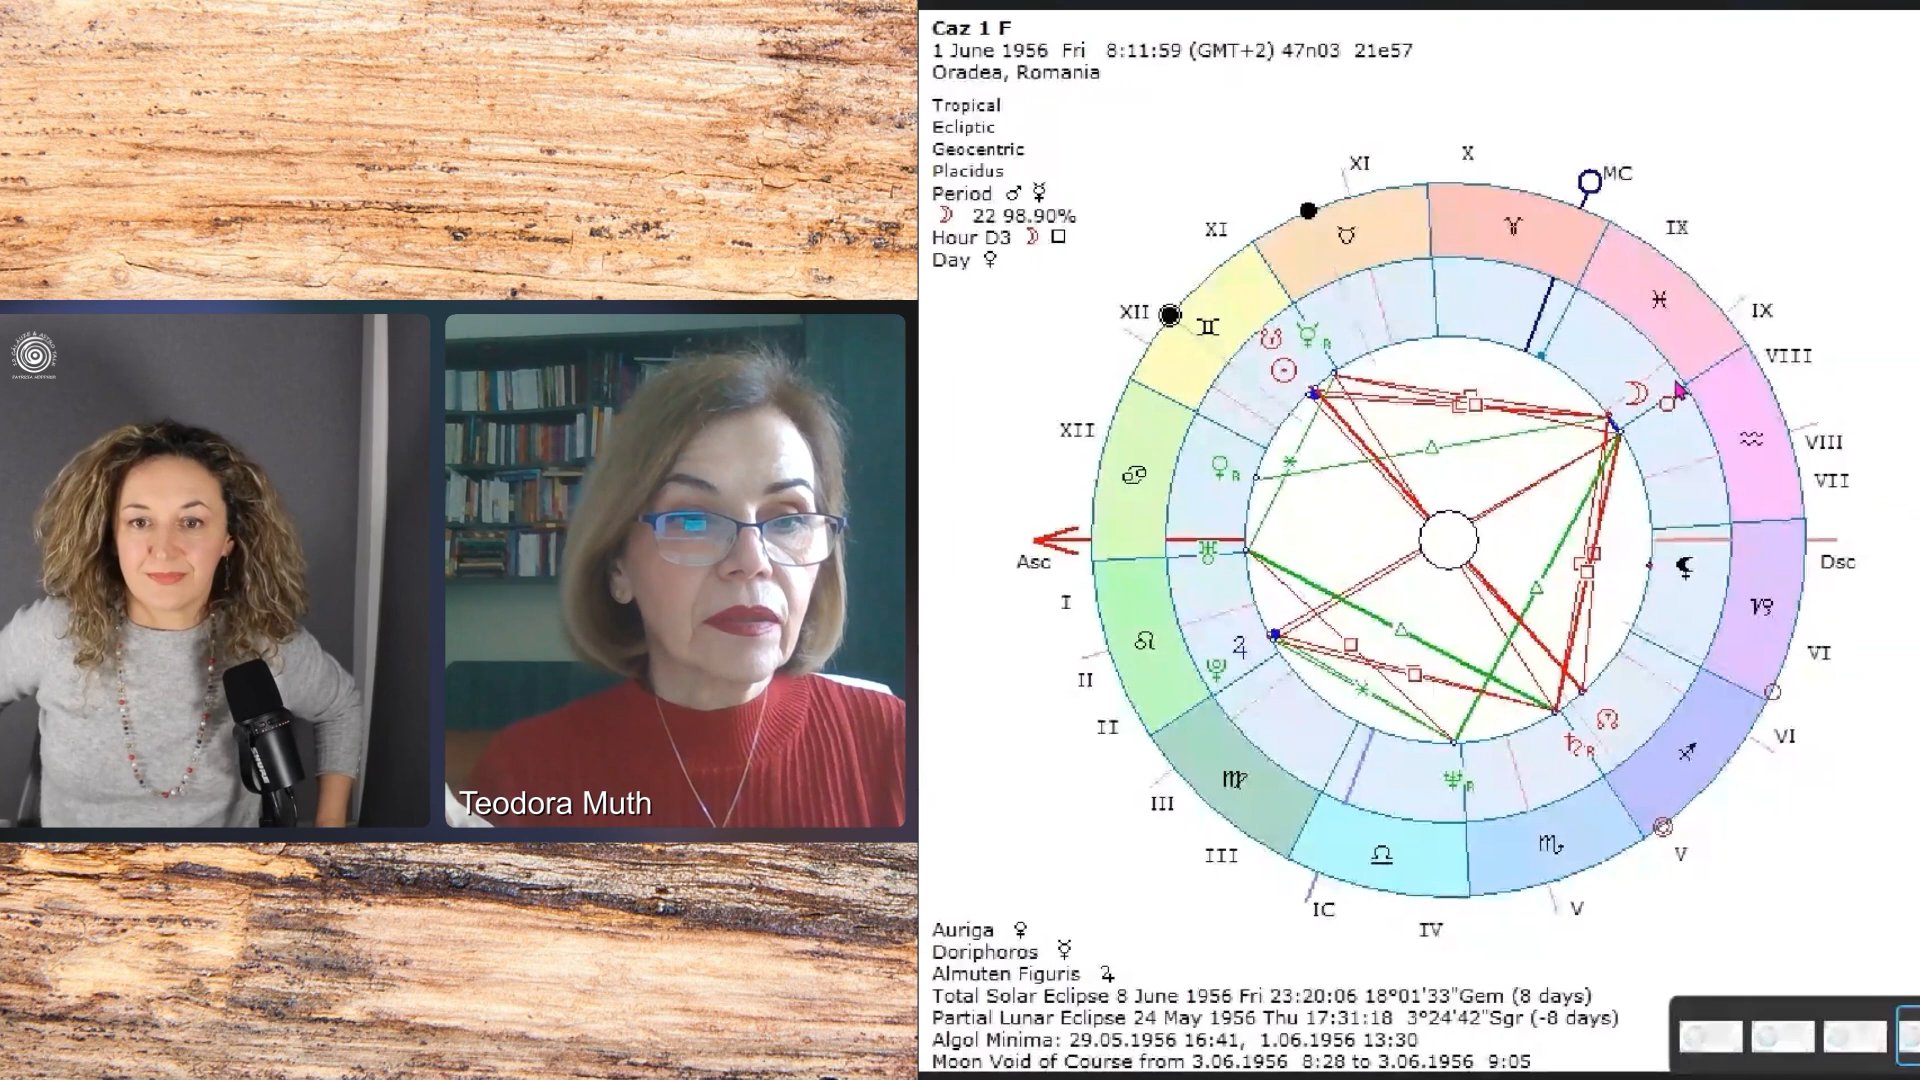 Caz 1 F
1 June 1956 Fri 8:11:59 (GMT+2) 47n03 21e57
Oradea, Romania
Tropical
Ecliptic
Geocentric
Placidus
Period ♂ ☿
☽ 22 98.90%
Hour D3 ☽ □
Day ♀
X
XI
MC
XI
IX
XII
IX
VIII
XII
VIII
VII
Asc
Dsc
I
VI
II
II
VI
III
III
V
IC
V
IV
Teodora Muth
SHURE
Auriga ♀
Doriphoros ☿
Almuten Figuris ♃
Total Solar Eclipse 8 June 1956 Fri 23:20:06 18°01'33"Gem (8 days)
Partial Lunar Eclipse 24 May 1956 Thu 17:31:18 3°24'42"Sgr (-8 days)
Algol Minima: 29.05.1956 16:41, 1.06.1956 13:30
Moon Void of Course from 3.06.1956 8:28 to 3.06.1956 9:05